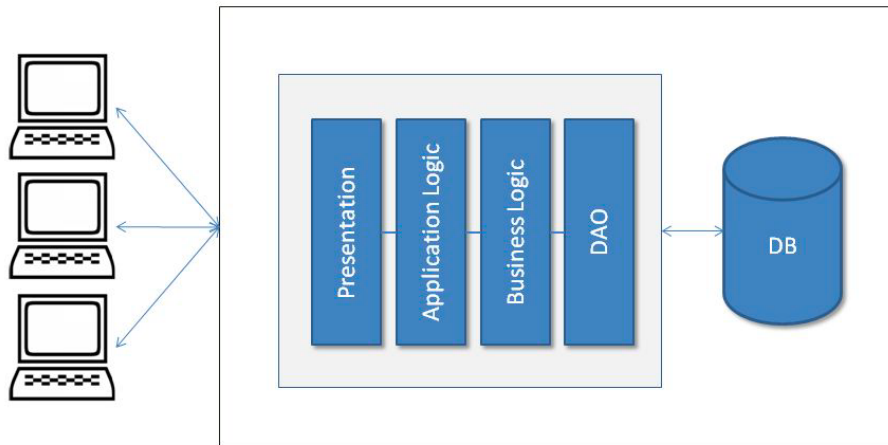 Presentation
Application Logic
Business Logic
DAO
DB